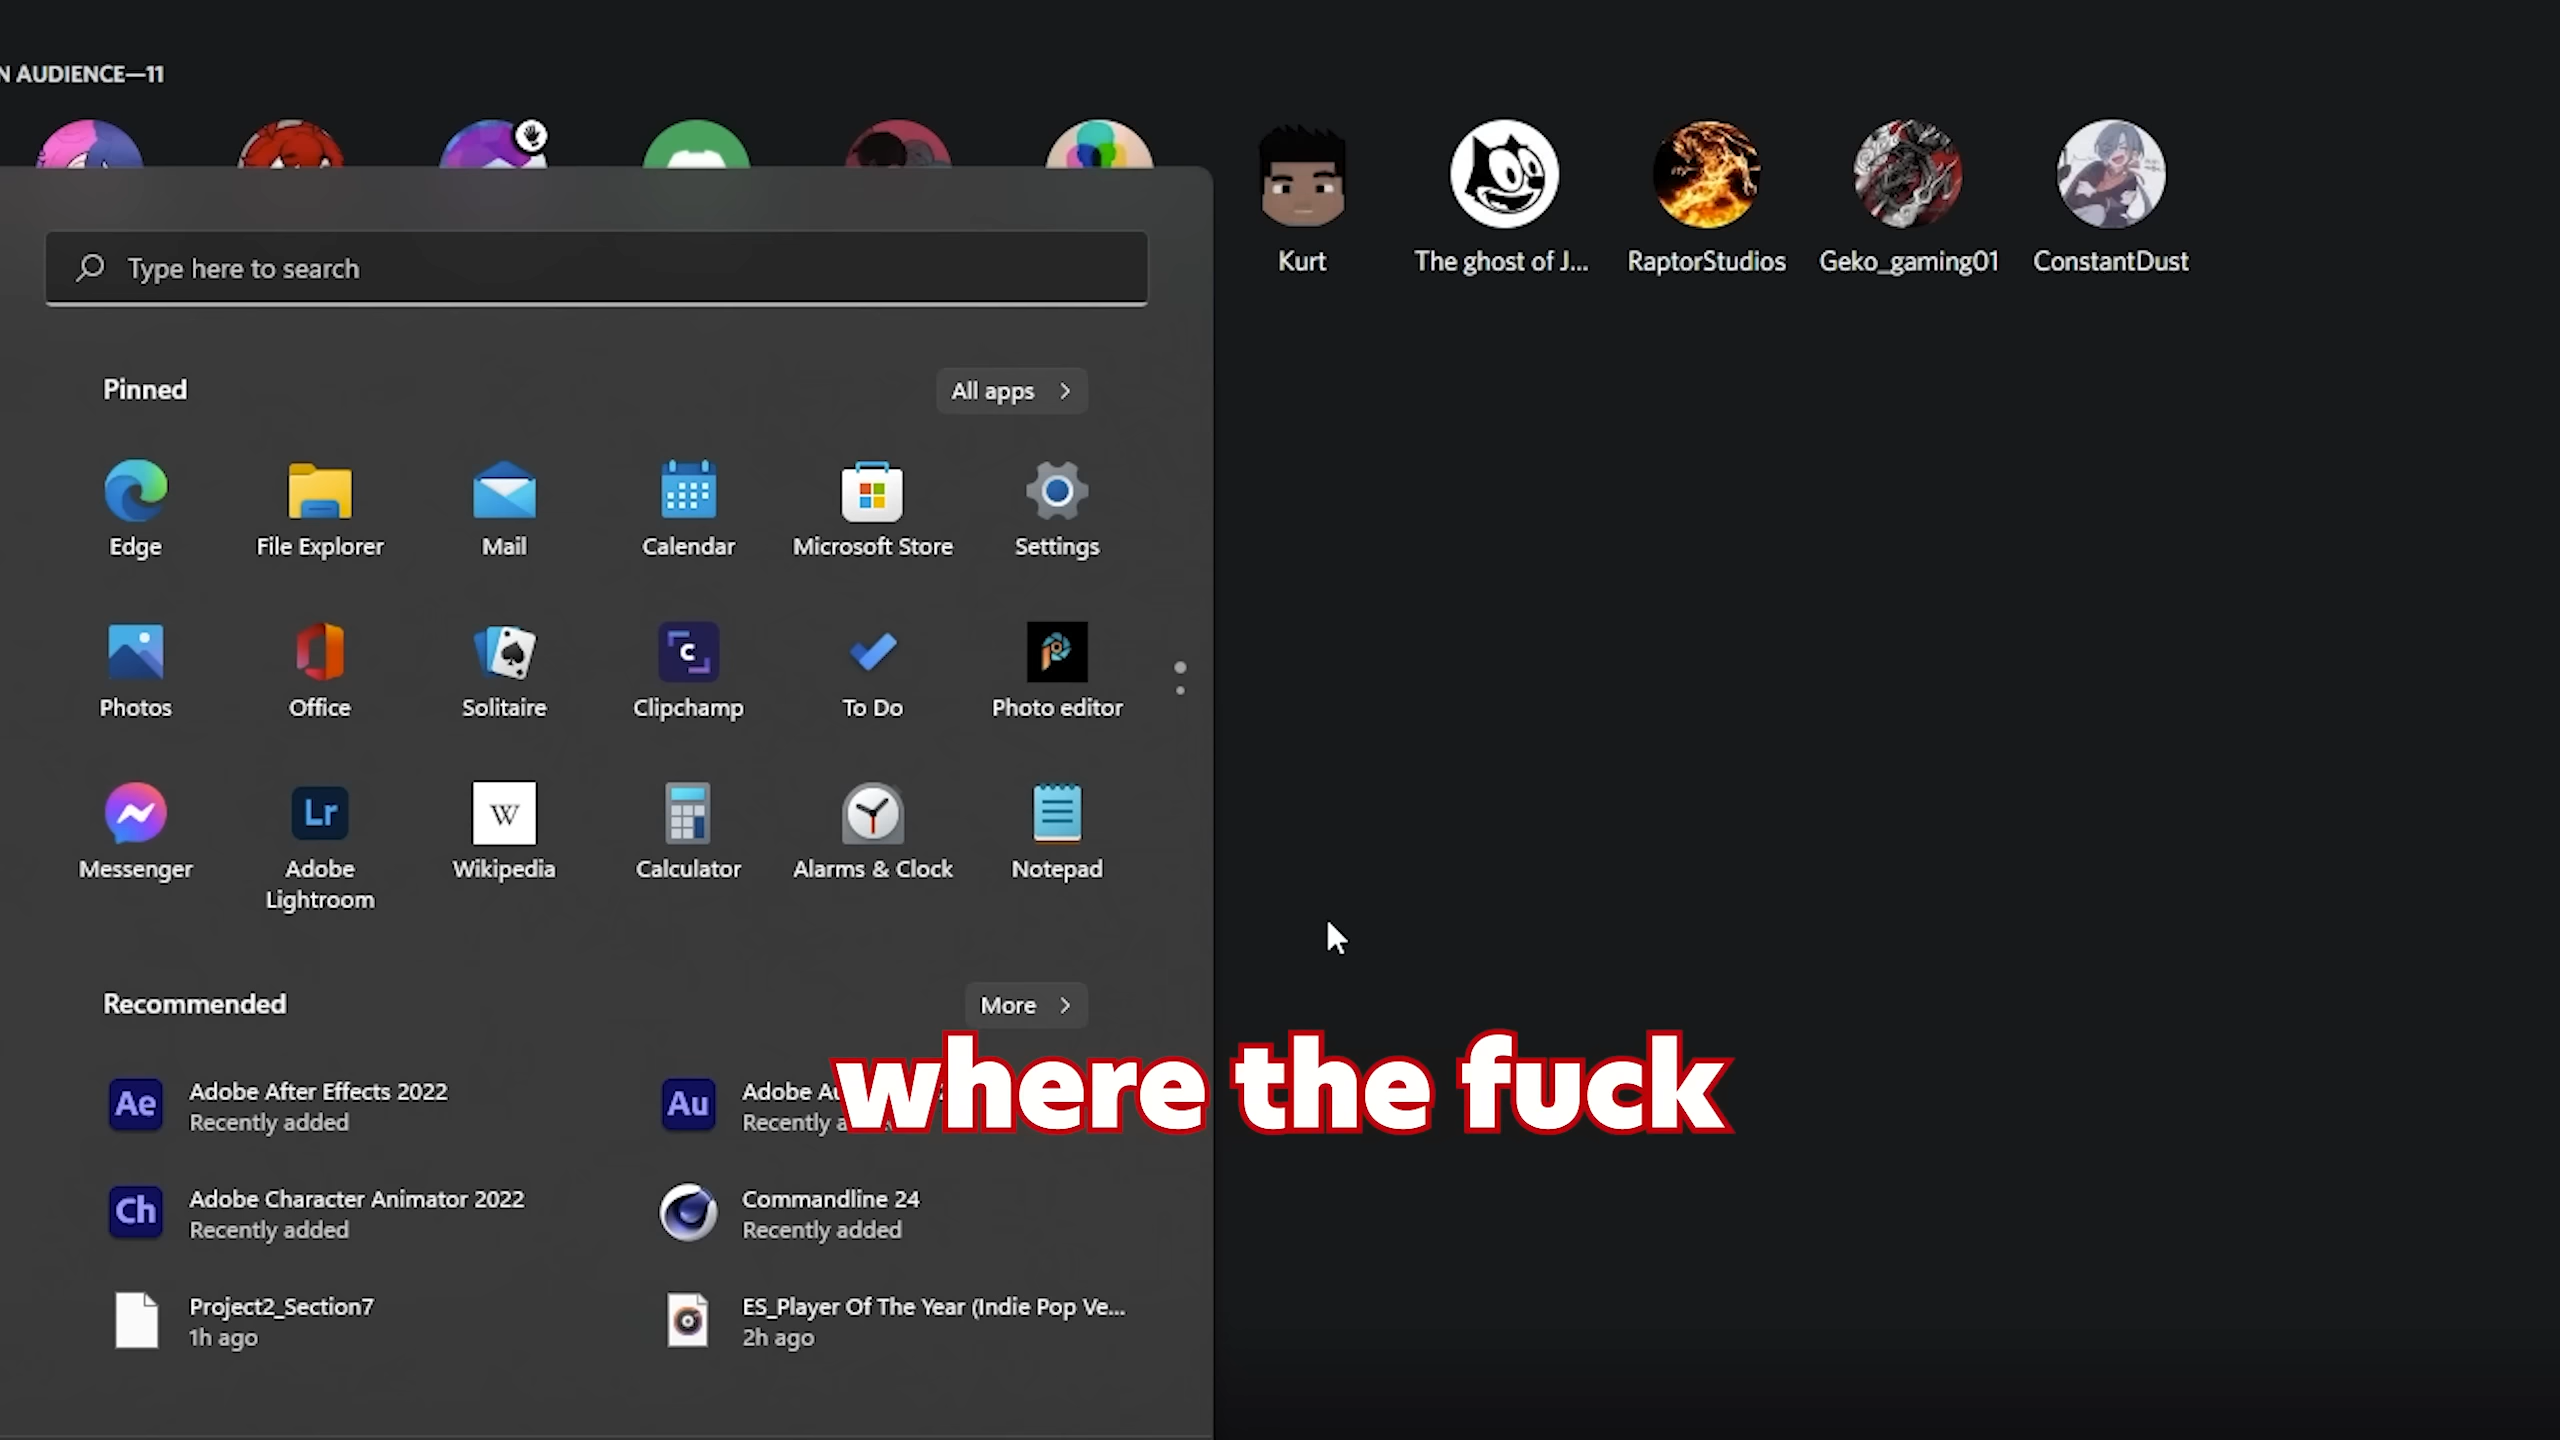 N AUDIENCE—11
Kurt
The ghost of J...
RaptorStudios
Geko_gaming01
ConstantDust
Type here to search
Pinned
All apps
Edge
File Explorer
Mail
Calendar
Microsoft Store
Settings
Photos
Office
Solitaire
Clipchamp
To Do
Photo editor
Messenger
Adobe
Lightroom
Wikipedia
Calculator
Alarms & Clock
Notepad
Recommended
More
Adobe After Effects 2022
Recently added
Adobe Au
Recently a
where the fuck
Adobe Character Animator 2022
Recently added
Commandline 24
Recently added
Project2_Section7
1h ago
ES_Player Of The Year (Indie Pop Ve...
2h ago